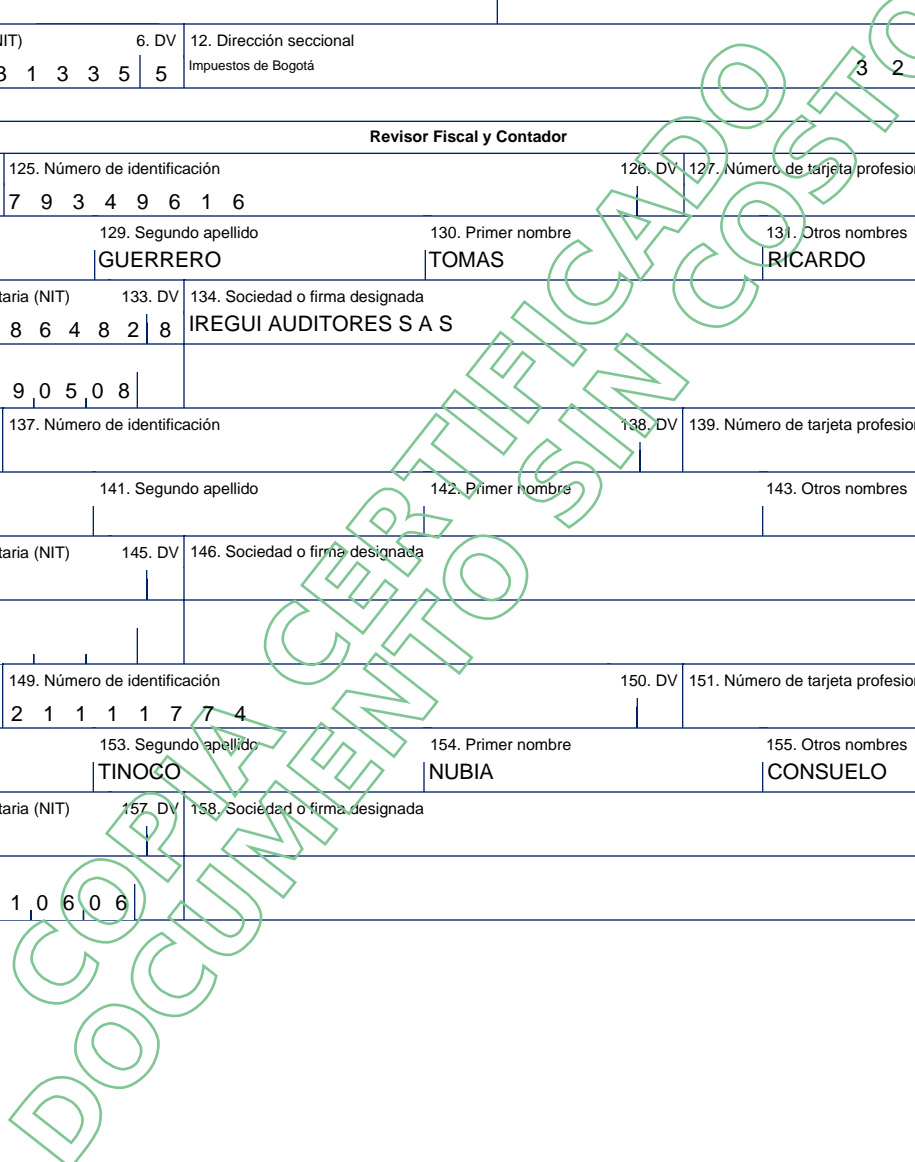 NIT) 6. DV 12. Dirección seccional
3 1 3 3 5 5 Impuestos de Bogotá 3 2
Revisor Fiscal y Contador
125. Número de identificación 126. DV 127. Número de tarjeta profesion
7 9 3 4 9 6 1 6
129. Segundo apellido 130. Primer nombre 131. Otros nombres
GUERRERO TOMAS RICARDO
taria (NIT) 133. DV 134. Sociedad o firma designada
8 6 4 8 2 8 IREGUI AUDITORES S A S
9 0 5 0 8
137. Número de identificación 138. DV 139. Número de tarjeta profesion
141. Segundo apellido 142. Primer nombre 143. Otros nombres
taria (NIT) 145. DV 146. Sociedad o firma designada
149. Número de identificación 150. DV 151. Número de tarjeta profesion
2 1 1 1 1 7 7 4
153. Segundo apellido 154. Primer nombre 155. Otros nombres
TINOCO NUBIA CONSUELO
taria (NIT) 157. DV 158. Sociedad o firma designada
1 0 6 0 6
COPIA CERTIFICADO
DOCUMENTO SIN COSTO